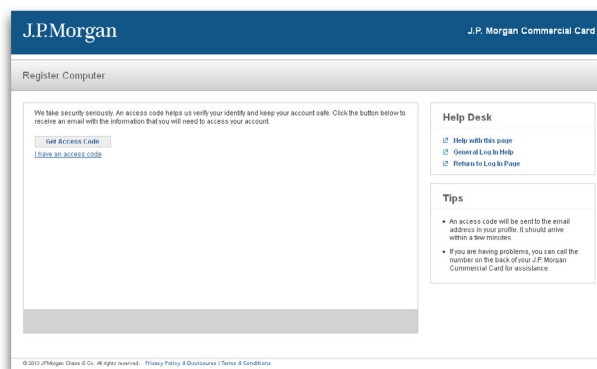 J.P.Morgan
J.P. Morgan Commercial Card
Register Computer
We take security seriously. An access code helps us verify your identity and keep your account safe. Click the button below to
receive an email with the information that you will need to access your account.
Get Access Code
I have an access code
Help Desk
Help with this page
General Log In Help
Return to Log In Page
Tips
• An access code will be sent to the email
address in your profile. It should arrive
within a few minutes.
• If you are having problems, you can call the
number on the back of your J.P. Morgan
Commercial Card for assistance.
© 2013 JPMorgan Chase & Co. All rights reserved. Privacy Policy & Disclosures | Terms & Conditions